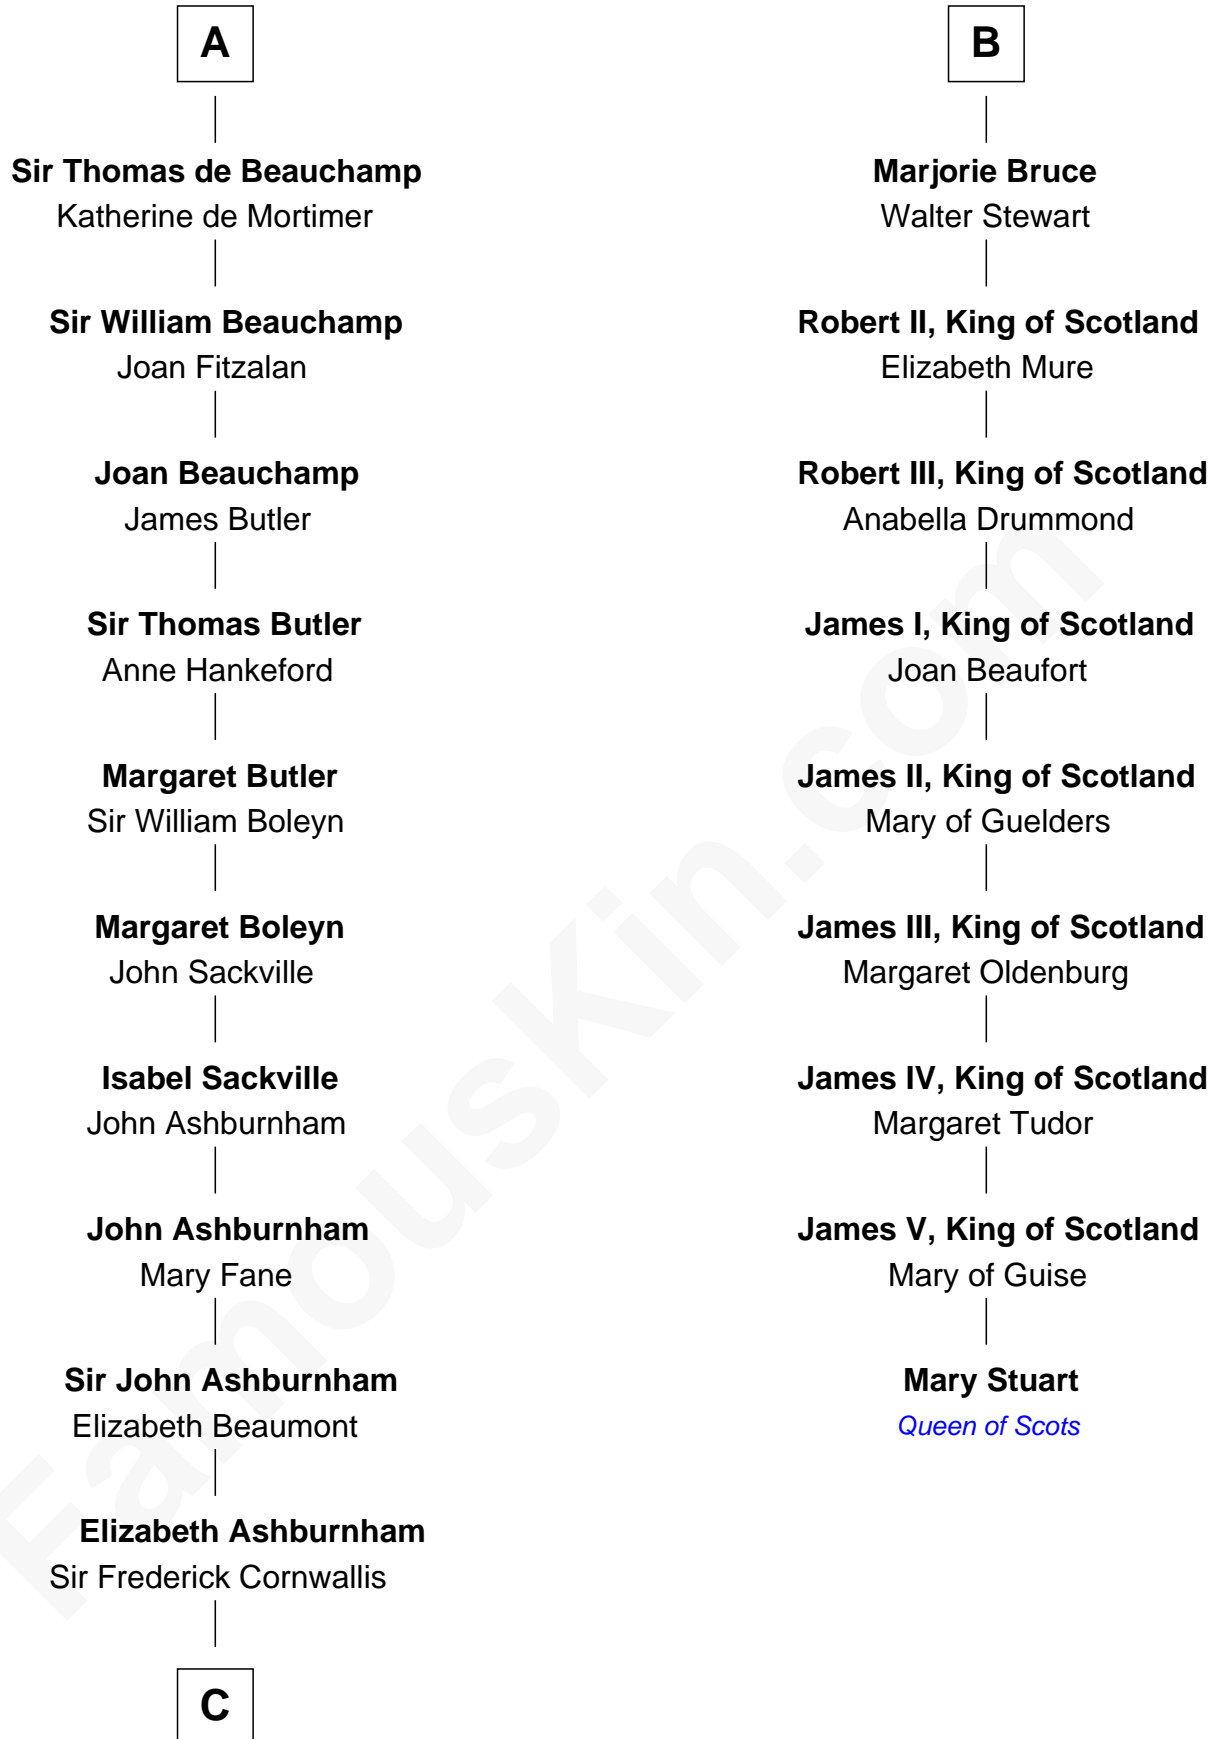 A
Sir Thomas de Beauchamp
Katherine de Mortimer
Sir William Beauchamp
Joan Fitzalan
Joan Beauchamp
James Butler
Sir Thomas Butler
Anne Hankeford
Margaret Butler
Sir William Boleyn
Margaret Boleyn
John Sackville
Isabel Sackville
John Ashburnham
John Ashburnham
Mary Fane
Sir John Ashburnham
Elizabeth Beaumont
Elizabeth Ashburnham
Sir Frederick Cornwallis
C
B
Marjorie Bruce
Walter Stewart
Robert II, King of Scotland
Elizabeth Mure
Robert III, King of Scotland
Anabella Drummond
James I, King of Scotland
Joan Beaufort
James II, King of Scotland
Mary of Guelders
James III, King of Scotland
Margaret Oldenburg
James IV, King of Scotland
Margaret Tudor
James V, King of Scotland
Mary of Guise
Mary Stuart
Queen of Scots
FamousKin.com